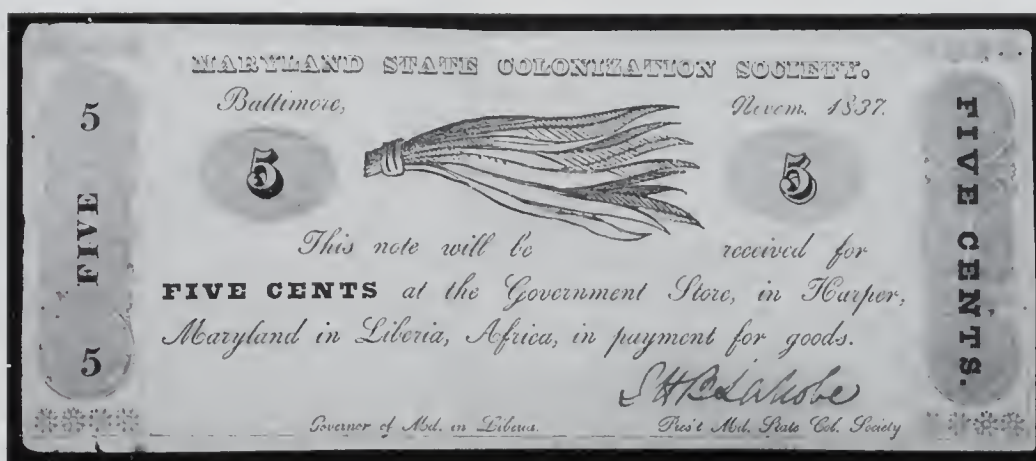 MARYLAND STATE COLONIZATION SOCIETY.
Baltimore, Novem. 1837.
5 5
This note will be received for
FIVE CENTS at the Government Store, in Harper,
Maryland in Liberia, Africa, in payment for goods.
Governor of Md. in Liberia. Pres't Md. State Col. Society
5 FIVE 5
FIVE CENTS.